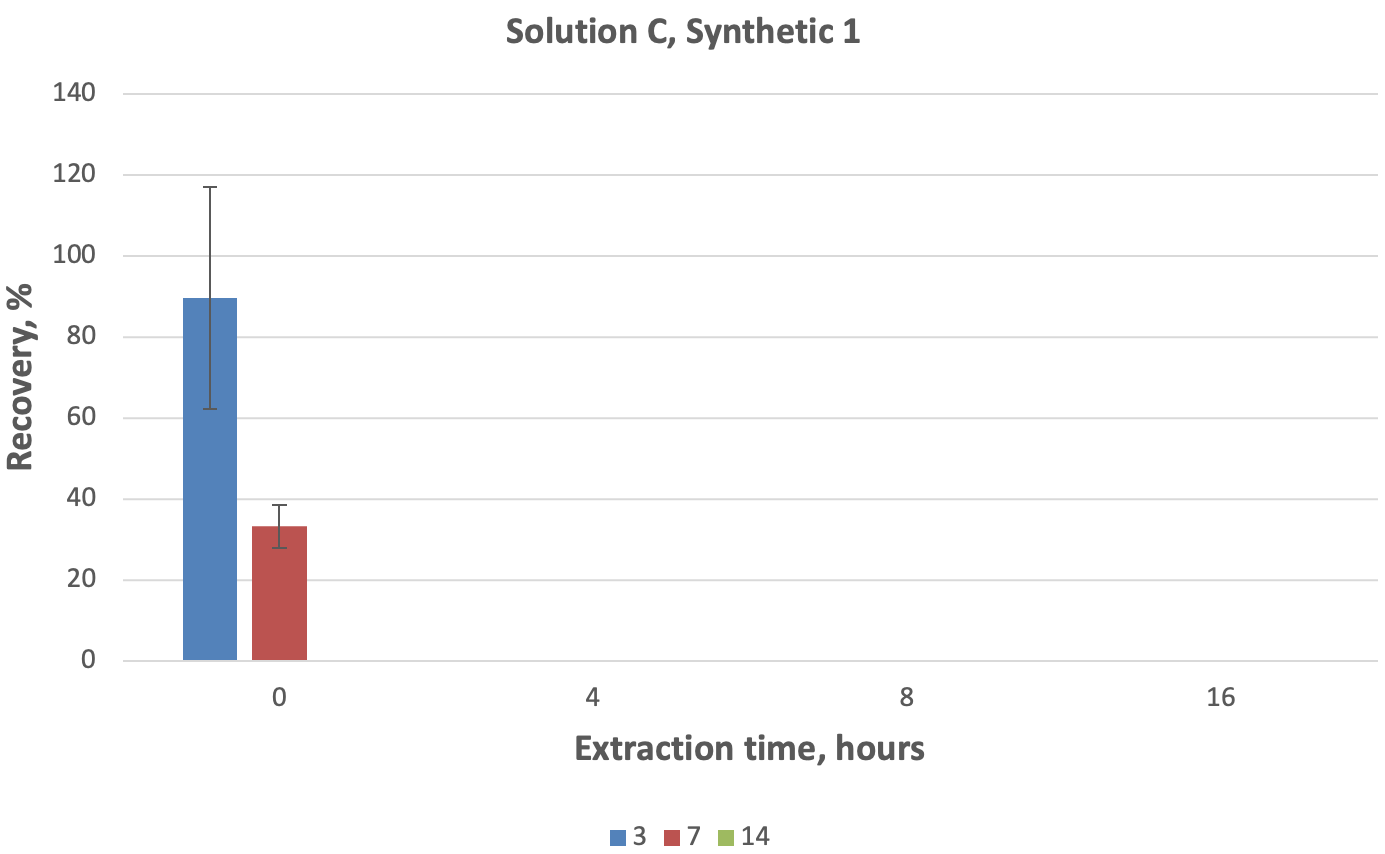 Solution C, Synthetic 1
140
120
100
80
60
40
20
0
Recovery, %
0 4 8 16
Extraction time, hours
3 7 14